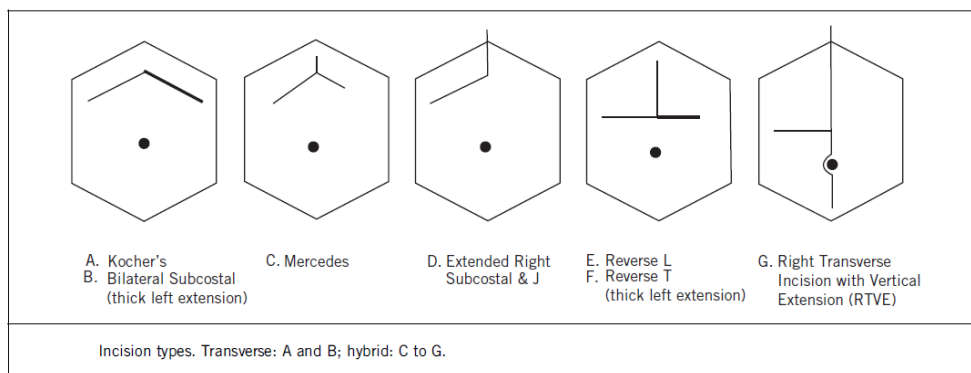 A. Kocher's
B. Bilateral Subcostal
(thick left extension)
C. Mercedes
D. Extended Right
Subcostal & J
E. Reverse L
F. Reverse T
(thick left extension)
G. Right Transverse
Incision with Vertical
Extension (RTVE)
Incision types. Transverse: A and B; hybrid: C to G.